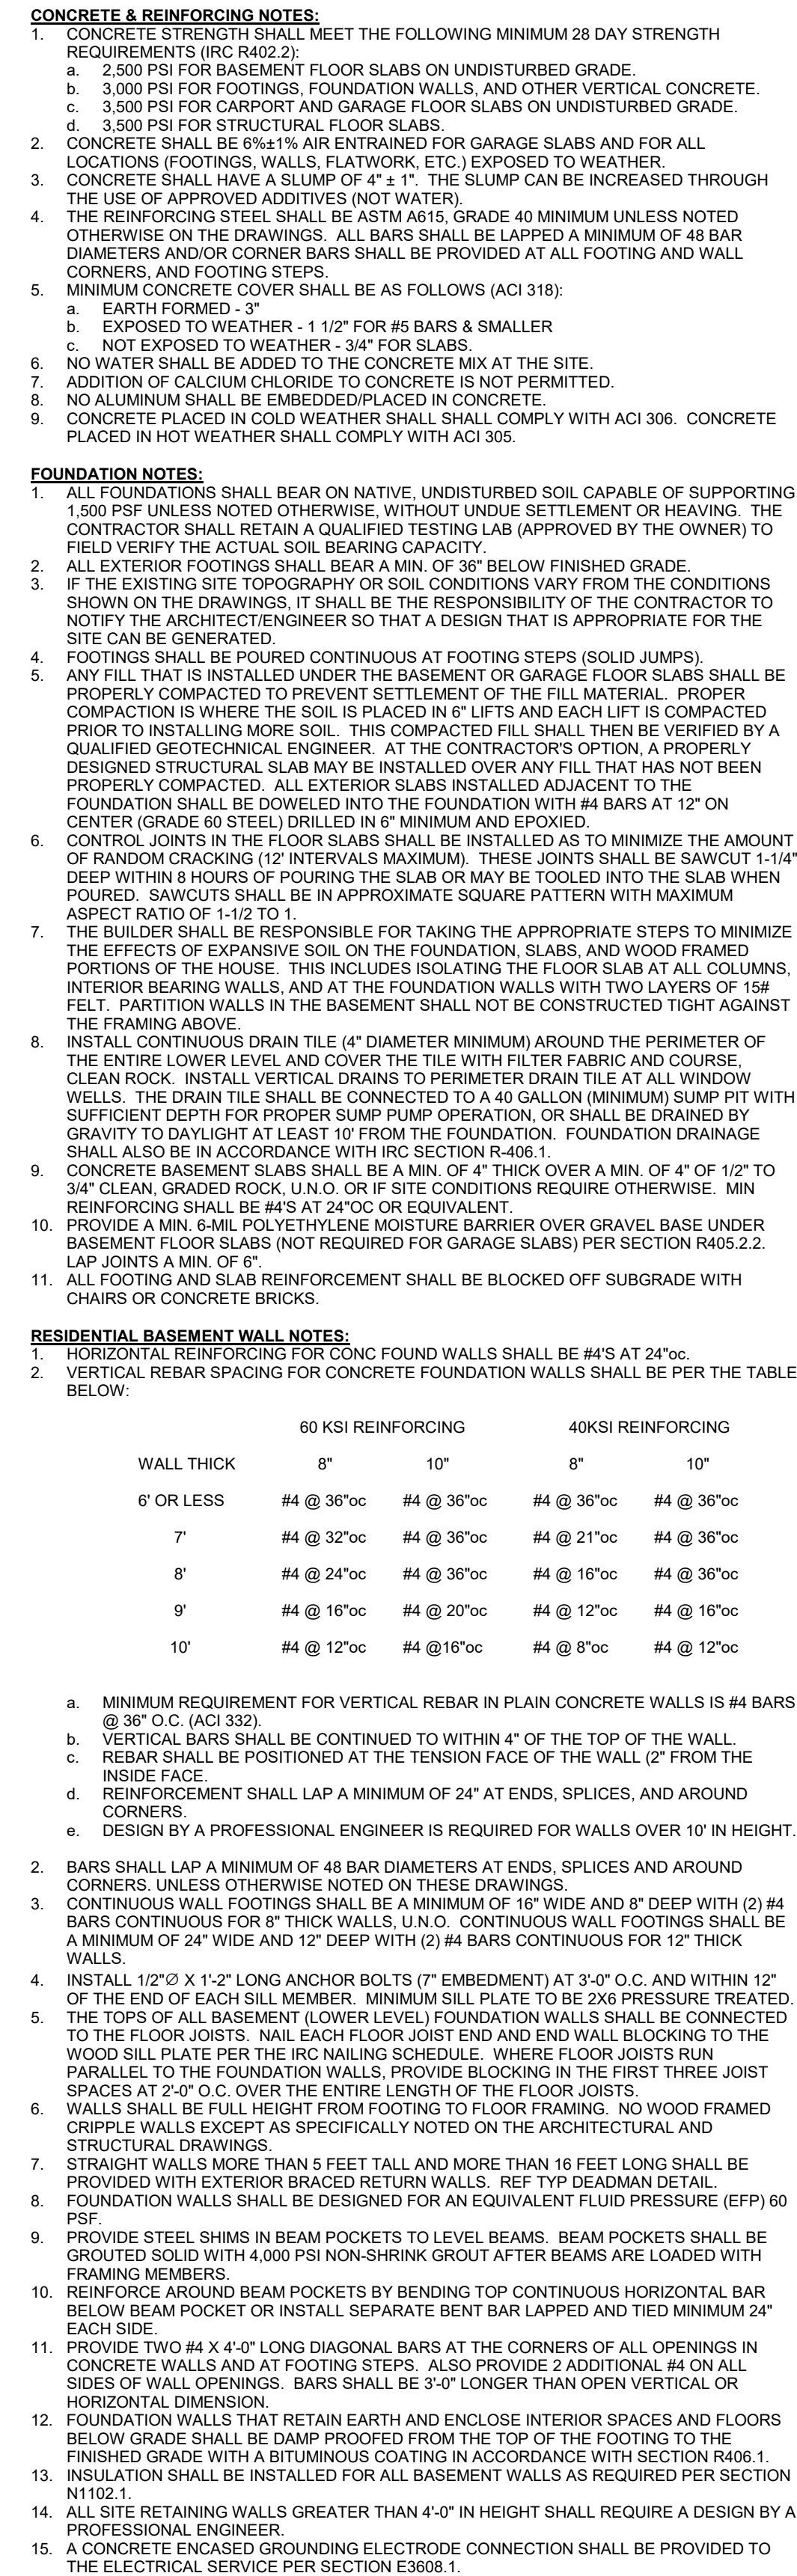 CONCRETE & REINFORCING NOTES:
1. CONCRETE STRENGTH SHALL MEET THE FOLLOWING MINIMUM 28 DAY STRENGTH
REQUIREMENTS (IRC R402.2):
a. 2,500 PSI FOR BASEMENT FLOOR SLABS ON UNDISTURBED GRADE.
b. 3,000 PSI FOR FOOTINGS, FOUNDATION WALLS, AND OTHER VERTICAL CONCRETE.
c. 3,500 PSI FOR CARPORT AND GARAGE FLOOR SLABS ON UNDISTURBED GRADE.
d. 3,500 PSI FOR STRUCTURAL FLOOR SLABS.
2. CONCRETE SHALL BE 6%±1% AIR ENTRAINED FOR GARAGE SLABS AND FOR ALL
LOCATIONS (FOOTINGS, WALLS, FLATWORK, ETC.) EXPOSED TO WEATHER.
3. CONCRETE SHALL HAVE A SLUMP OF 4" ± 1". THE SLUMP CAN BE INCREASED THROUGH
THE USE OF APPROVED ADDITIVES (NOT WATER).
4. THE REINFORCING STEEL SHALL BE ASTM A615, GRADE 40 MINIMUM UNLESS NOTED
OTHERWISE ON THE DRAWINGS. ALL BARS SHALL BE LAPPED A MINIMUM OF 48 BAR
DIAMETERS AND/OR CORNER BARS SHALL BE PROVIDED AT ALL FOOTING AND WALL
CORNERS, AND FOOTING STEPS.
5. MINIMUM CONCRETE COVER SHALL BE AS FOLLOWS (ACI 318):
a. EARTH FORMED - 3"
b. EXPOSED TO WEATHER - 1 1/2" FOR #5 BARS & SMALLER
c. NOT EXPOSED TO WEATHER - 3/4" FOR SLABS.
6. NO WATER SHALL BE ADDED TO THE CONCRETE MIX AT THE SITE.
7. ADDITION OF CALCIUM CHLORIDE TO CONCRETE IS NOT PERMITTED.
8. NO ALUMINUM SHALL BE EMBEDDED/PLACED IN CONCRETE.
9. CONCRETE PLACED IN COLD WEATHER SHALL SHALL COMPLY WITH ACI 306. CONCRETE
PLACED IN HOT WEATHER SHALL COMPLY WITH ACI 305.
FOUNDATION NOTES:
1. ALL FOUNDATIONS SHALL BEAR ON NATIVE, UNDISTURBED SOIL CAPABLE OF SUPPORTING
1,500 PSF UNLESS NOTED OTHERWISE, WITHOUT UNDUE SETTLEMENT OR HEAVING. THE
CONTRACTOR SHALL RETAIN A QUALIFIED TESTING LAB (APPROVED BY THE OWNER) TO
FIELD VERIFY THE ACTUAL SOIL BEARING CAPACITY.
2. ALL EXTERIOR FOOTINGS SHALL BEAR A MIN. OF 36" BELOW FINISHED GRADE.
3. IF THE EXISTING SITE TOPOGRAPHY OR SOIL CONDITIONS VARY FROM THE CONDITIONS
SHOWN ON THE DRAWINGS, IT SHALL BE THE RESPONSIBILITY OF THE CONTRACTOR TO
NOTIFY THE ARCHITECT/ENGINEER SO THAT A DESIGN THAT IS APPROPRIATE FOR THE
SITE CAN BE GENERATED.
4. FOOTINGS SHALL BE POURED CONTINUOUS AT FOOTING STEPS (SOLID JUMPS).
5. ANY FILL THAT IS INSTALLED UNDER THE BASEMENT OR GARAGE FLOOR SLABS SHALL BE
PROPERLY COMPACTED TO PREVENT SETTLEMENT OF THE FILL MATERIAL. PROPER
COMPACTION IS WHERE THE SOIL IS PLACED IN 6" LIFTS AND EACH LIFT IS COMPACTED
PRIOR TO INSTALLING MORE SOIL. THIS COMPACTED FILL SHALL THEN BE VERIFIED BY A
QUALIFIED GEOTECHNICAL ENGINEER. AT THE CONTRACTOR'S OPTION, A PROPERLY
DESIGNED STRUCTURAL SLAB MAY BE INSTALLED OVER ANY FILL THAT HAS NOT BEEN
PROPERLY COMPACTED. ALL EXTERIOR SLABS INSTALLED ADJACENT TO THE
FOUNDATION SHALL BE DOWELED INTO THE FOUNDATION WITH #4 BARS AT 12" ON
CENTER (GRADE 60 STEEL) DRILLED IN 6" MINIMUM AND EPOXIED.
6. CONTROL JOINTS IN THE FLOOR SLABS SHALL BE INSTALLED AS TO MINIMIZE THE AMOUNT
OF RANDOM CRACKING (12' INTERVALS MAXIMUM). THESE JOINTS SHALL BE SAWCUT 1-1/4"
DEEP WITHIN 8 HOURS OF POURING THE SLAB OR MAY BE TOOLED INTO THE SLAB WHEN
POURED. SAWCUTS SHALL BE IN APPROXIMATE SQUARE PATTERN WITH MAXIMUM
ASPECT RATIO OF 1-1/2 TO 1.
7. THE BUILDER SHALL BE RESPONSIBLE FOR TAKING THE APPROPRIATE STEPS TO MINIMIZE
THE EFFECTS OF EXPANSIVE SOIL ON THE FOUNDATION, SLABS, AND WOOD FRAMED
PORTIONS OF THE HOUSE. THIS INCLUDES ISOLATING THE FLOOR SLAB AT ALL COLUMNS,
INTERIOR BEARING WALLS, AND AT THE FOUNDATION WALLS WITH TWO LAYERS OF 15#
FELT. PARTITION WALLS IN THE BASEMENT SHALL NOT BE CONSTRUCTED TIGHT AGAINST
THE FRAMING ABOVE.
8. INSTALL CONTINUOUS DRAIN TILE (4" DIAMETER MINIMUM) AROUND THE PERIMETER OF
THE ENTIRE LOWER LEVEL AND COVER THE TILE WITH FILTER FABRIC AND COURSE,
CLEAN ROCK. INSTALL VERTICAL DRAINS TO PERIMETER DRAIN TILE AT ALL WINDOW
WELLS. THE DRAIN TILE SHALL BE CONNECTED TO A 40 GALLON (MINIMUM) SUMP PIT WITH
SUFFICIENT DEPTH FOR PROPER SUMP PUMP OPERATION, OR SHALL BE DRAINED BY
GRAVITY TO DAYLIGHT AT LEAST 10' FROM THE FOUNDATION. FOUNDATION DRAINAGE
SHALL ALSO BE IN ACCORDANCE WITH IRC SECTION R-406.1.
9. CONCRETE BASEMENT SLABS SHALL BE A MIN. OF 4" THICK OVER A MIN. OF 4" OF 1/2" TO
3/4" CLEAN, GRADED ROCK, U.N.O. OR IF SITE CONDITIONS REQUIRE OTHERWISE. MIN
REINFORCING SHALL BE #4'S AT 24"OC OR EQUIVALENT.
10. PROVIDE A MIN. 6-MIL POLYETHYLENE MOISTURE BARRIER OVER GRAVEL BASE UNDER
BASEMENT FLOOR SLABS (NOT REQUIRED FOR GARAGE SLABS) PER SECTION R405.2.2.
LAP JOINTS A MIN. OF 6".
11. ALL FOOTING AND SLAB REINFORCEMENT SHALL BE BLOCKED OFF SUBGRADE WITH
CHAIRS OR CONCRETE BRICKS.
RESIDENTIAL BASEMENT WALL NOTES:
1. HORIZONTAL REINFORCING FOR CONC FOUND WALLS SHALL BE #4'S AT 24"oc.
2. VERTICAL REBAR SPACING FOR CONCRETE FOUNDATION WALLS SHALL BE PER THE TABLE
BELOW:
60 KSI REINFORCING 40KSI REINFORCING
WALL THICK 8" 10" 8" 10"
6' OR LESS #4 @ 36"oc #4 @ 36"oc #4 @ 36"oc #4 @ 36"oc
7' #4 @ 32"oc #4 @ 36"oc #4 @ 21"oc #4 @ 36"oc
8' #4 @ 24"oc #4 @ 36"oc #4 @ 16"oc #4 @ 36"oc
9' #4 @ 16"oc #4 @ 20"oc #4 @ 12"oc #4 @ 16"oc
10' #4 @ 12"oc #4 @16"oc #4 @ 8"oc #4 @ 12"oc
a. MINIMUM REQUIREMENT FOR VERTICAL REBAR IN PLAIN CONCRETE WALLS IS #4 BARS
@ 36" O.C. (ACI 332).
b. VERTICAL BARS SHALL BE CONTINUED TO WITHIN 4" OF THE TOP OF THE WALL.
c. REBAR SHALL BE POSITIONED AT THE TENSION FACE OF THE WALL (2" FROM THE
INSIDE FACE.
d. REINFORCEMENT SHALL LAP A MINIMUM OF 24" AT ENDS, SPLICES, AND AROUND
CORNERS.
e. DESIGN BY A PROFESSIONAL ENGINEER IS REQUIRED FOR WALLS OVER 10' IN HEIGHT.
2. BARS SHALL LAP A MINIMUM OF 48 BAR DIAMETERS AT ENDS, SPLICES AND AROUND
CORNERS. UNLESS OTHERWISE NOTED ON THESE DRAWINGS.
3. CONTINUOUS WALL FOOTINGS SHALL BE A MINIMUM OF 16" WIDE AND 8" DEEP WITH (2) #4
BARS CONTINUOUS FOR 8" THICK WALLS, U.N.O. CONTINUOUS WALL FOOTINGS SHALL BE
A MINIMUM OF 24" WIDE AND 12" DEEP WITH (2) #4 BARS CONTINUOUS FOR 12" THICK
WALLS.
4. INSTALL 1/2"∅ X 1'-2" LONG ANCHOR BOLTS (7" EMBEDMENT) AT 3'-0" O.C. AND WITHIN 12"
OF THE END OF EACH SILL MEMBER. MINIMUM SILL PLATE TO BE 2X6 PRESSURE TREATED.
5. THE TOPS OF ALL BASEMENT (LOWER LEVEL) FOUNDATION WALLS SHALL BE CONNECTED
TO THE FLOOR JOISTS. NAIL EACH FLOOR JOIST END AND END WALL BLOCKING TO THE
WOOD SILL PLATE PER THE IRC NAILING SCHEDULE. WHERE FLOOR JOISTS RUN
PARALLEL TO THE FOUNDATION WALLS, PROVIDE BLOCKING IN THE FIRST THREE JOIST
SPACES AT 2'-0" O.C. OVER THE ENTIRE LENGTH OF THE FLOOR JOISTS.
6. WALLS SHALL BE FULL HEIGHT FROM FOOTING TO FLOOR FRAMING. NO WOOD FRAMED
CRIPPLE WALLS EXCEPT AS SPECIFICALLY NOTED ON THE ARCHITECTURAL AND
STRUCTURAL DRAWINGS.
7. STRAIGHT WALLS MORE THAN 5 FEET TALL AND MORE THAN 16 FEET LONG SHALL BE
PROVIDED WITH EXTERIOR BRACED RETURN WALLS. REF TYP DEADMAN DETAIL.
8. FOUNDATION WALLS SHALL BE DESIGNED FOR AN EQUIVALENT FLUID PRESSURE (EFP) 60
PSF.
9. PROVIDE STEEL SHIMS IN BEAM POCKETS TO LEVEL BEAMS. BEAM POCKETS SHALL BE
GROUTED SOLID WITH 4,000 PSI NON-SHRINK GROUT AFTER BEAMS ARE LOADED WITH
FRAMING MEMBERS.
10. REINFORCE AROUND BEAM POCKETS BY BENDING TOP CONTINUOUS HORIZONTAL BAR
BELOW BEAM POCKET OR INSTALL SEPARATE BENT BAR LAPPED AND TIED MINIMUM 24"
EACH SIDE.
11. PROVIDE TWO #4 X 4'-0" LONG DIAGONAL BARS AT THE CORNERS OF ALL OPENINGS IN
CONCRETE WALLS AND AT FOOTING STEPS. ALSO PROVIDE 2 ADDITIONAL #4 ON ALL
SIDES OF WALL OPENINGS. BARS SHALL BE 3'-0" LONGER THAN OPEN VERTICAL OR
HORIZONTAL DIMENSION.
12. FOUNDATION WALLS THAT RETAIN EARTH AND ENCLOSE INTERIOR SPACES AND FLOORS
BELOW GRADE SHALL BE DAMP PROOFED FROM THE TOP OF THE FOOTING TO THE
FINISHED GRADE WITH A BITUMINOUS COATING IN ACCORDANCE WITH SECTION R406.1.
13. INSULATION SHALL BE INSTALLED FOR ALL BASEMENT WALLS AS REQUIRED PER SECTION
N1102.1.
14. ALL SITE RETAINING WALLS GREATER THAN 4'-0" IN HEIGHT SHALL REQUIRE A DESIGN BY A
PROFESSIONAL ENGINEER.
15. A CONCRETE ENCASED GROUNDING ELECTRODE CONNECTION SHALL BE PROVIDED TO
THE ELECTRICAL SERVICE PER SECTION E3608.1.